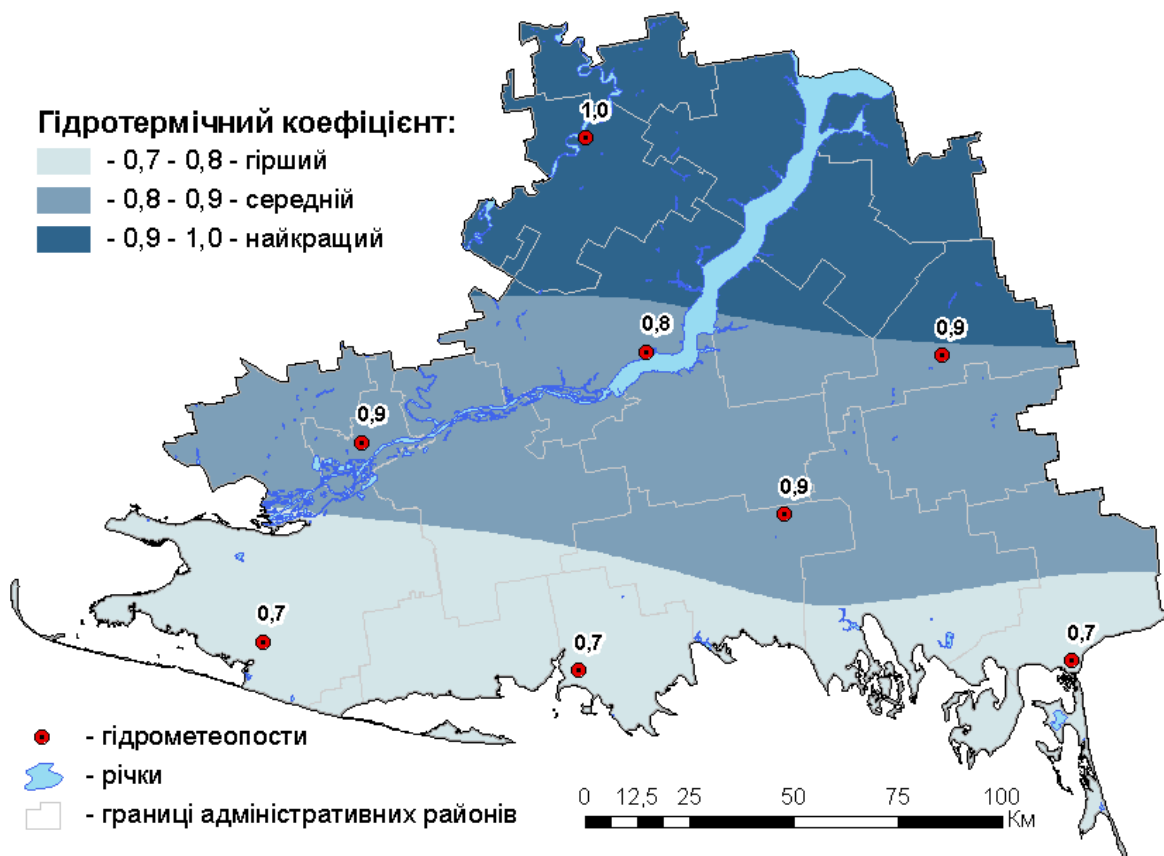 1,0
Гідротермічний коефіцієнт:
- 0,7 - 0,8 - гірший
- 0,8 - 0,9 - середній
- 0,9 - 1,0 - найкращий
0,8
0,9
0,9
0,9
0,7
0,7
0,7
- гідрометеопости
- річки
- границі адміністративних районів
0 12,5 25 50 75 100
Км